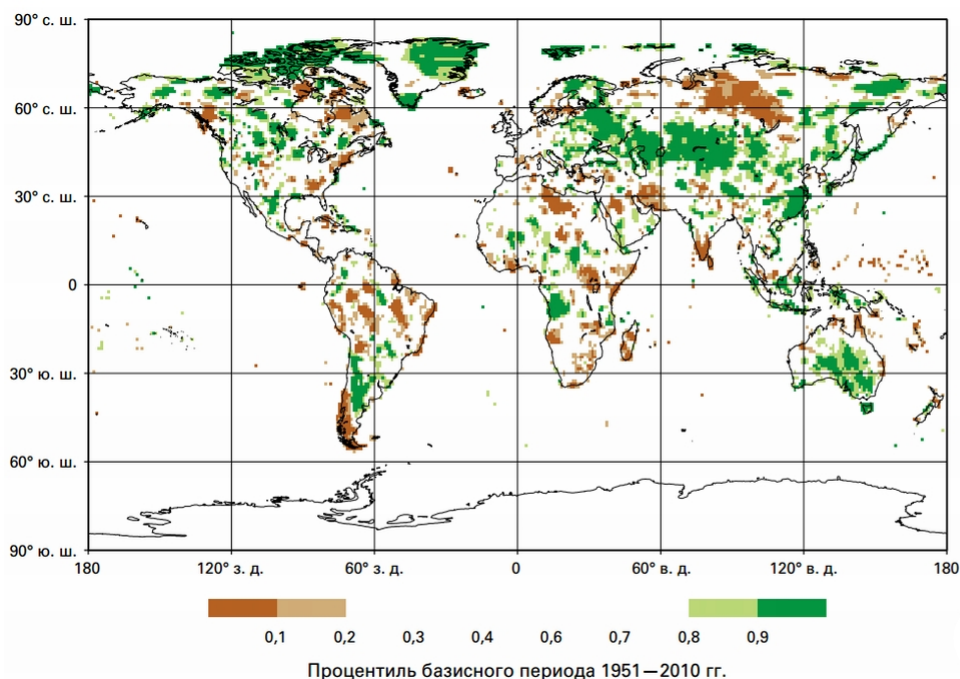 90° с. ш.
60° с. ш.
30° с. ш.
0
30° ю. ш.
60° ю. ш.
90° ю. ш.
180 120° з. д. 60° з. д. 0 60° в. д. 120° в. д. 180
0,1 0,2 0,3 0,4 0,6 0,7 0,8 0,9
Процентиль базисного периода 1951—2010 гг.